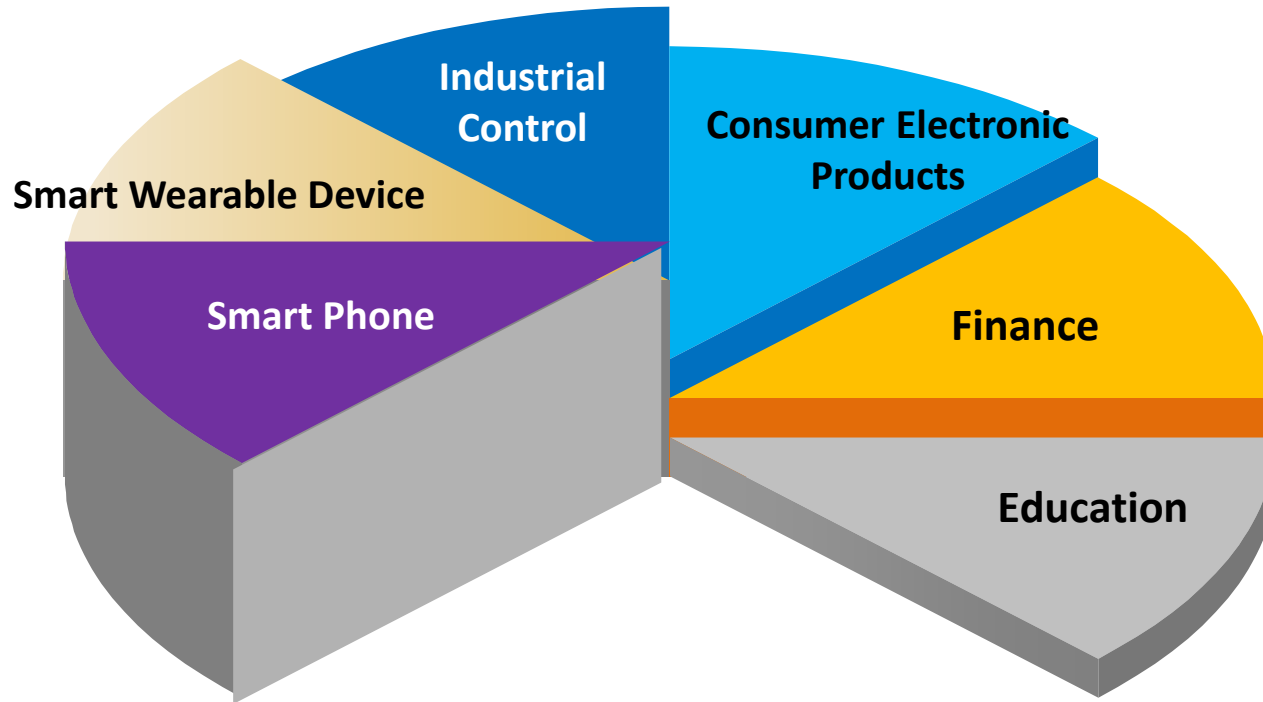 Industrial
Control
Consumer Electronic
Products
Smart Wearable Device
Smart Phone
Finance
Education